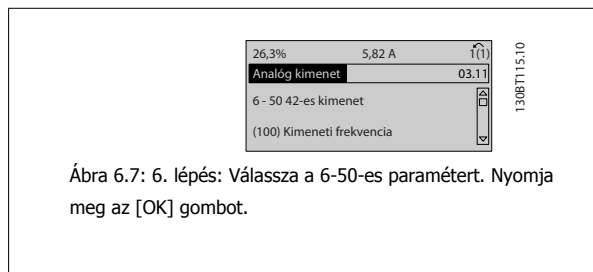 26,3% 5,82 A 1(1)
Analóg kimenet 03.11
6 - 50 42-es kimenet
(100) Kimeneti frekvencia
130BT115.10
Ábra 6.7: 6. lépés: Válassza a 6-50-es paramétert. Nyomja
meg az [OK] gombot.